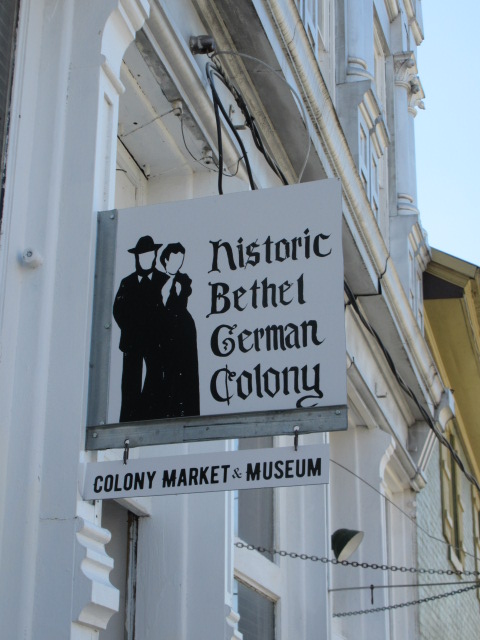 Historic
Bethel
German
Colony
COLONY MARKET & MUSEUM